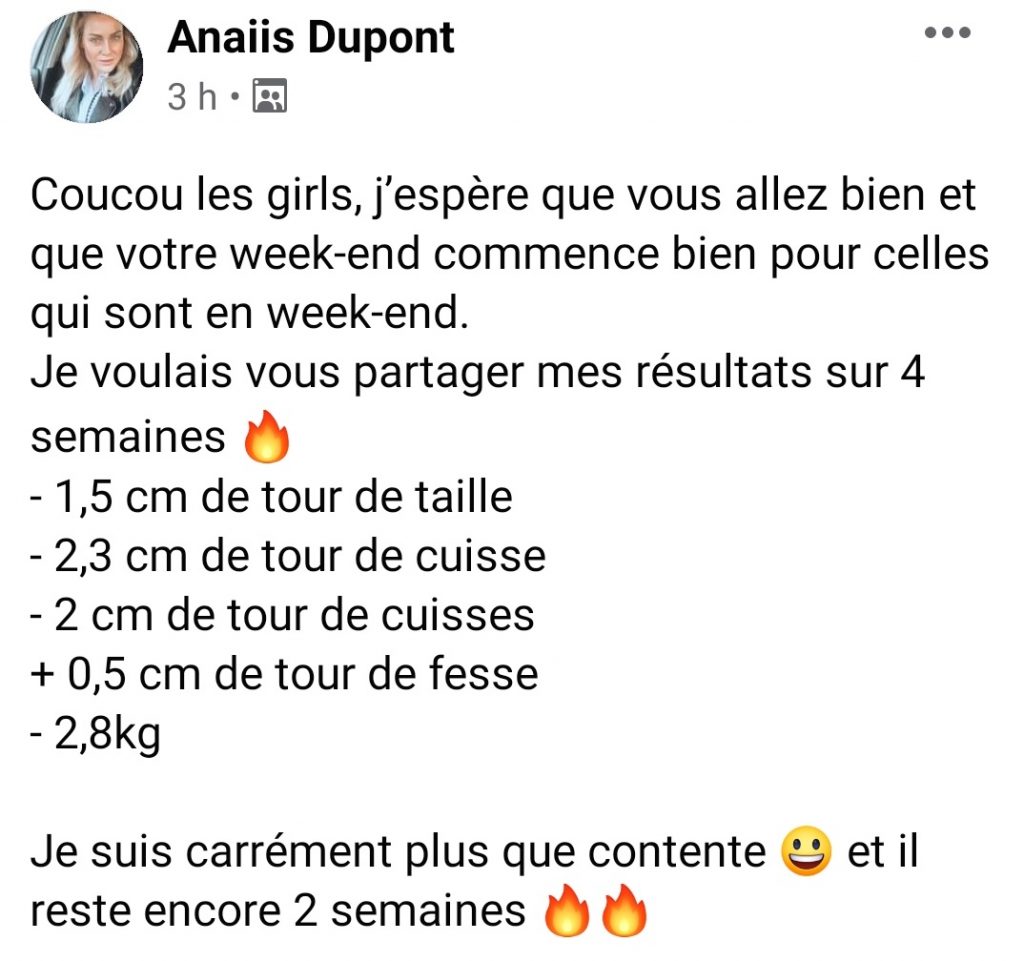 Anaiis Dupont
3 h •
Coucou les girls, j’espère que vous allez bien et
que votre week-end commence bien pour celles
qui sont en week-end.
Je voulais vous partager mes résultats sur 4
semaines 🔥
- 1,5 cm de tour de taille
- 2,3 cm de tour de cuisse
- 2 cm de tour de cuisses
+ 0,5 cm de tour de fesse
- 2,8kg
Je suis carrément plus que contente 😀 et il
reste encore 2 semaines 🔥🔥